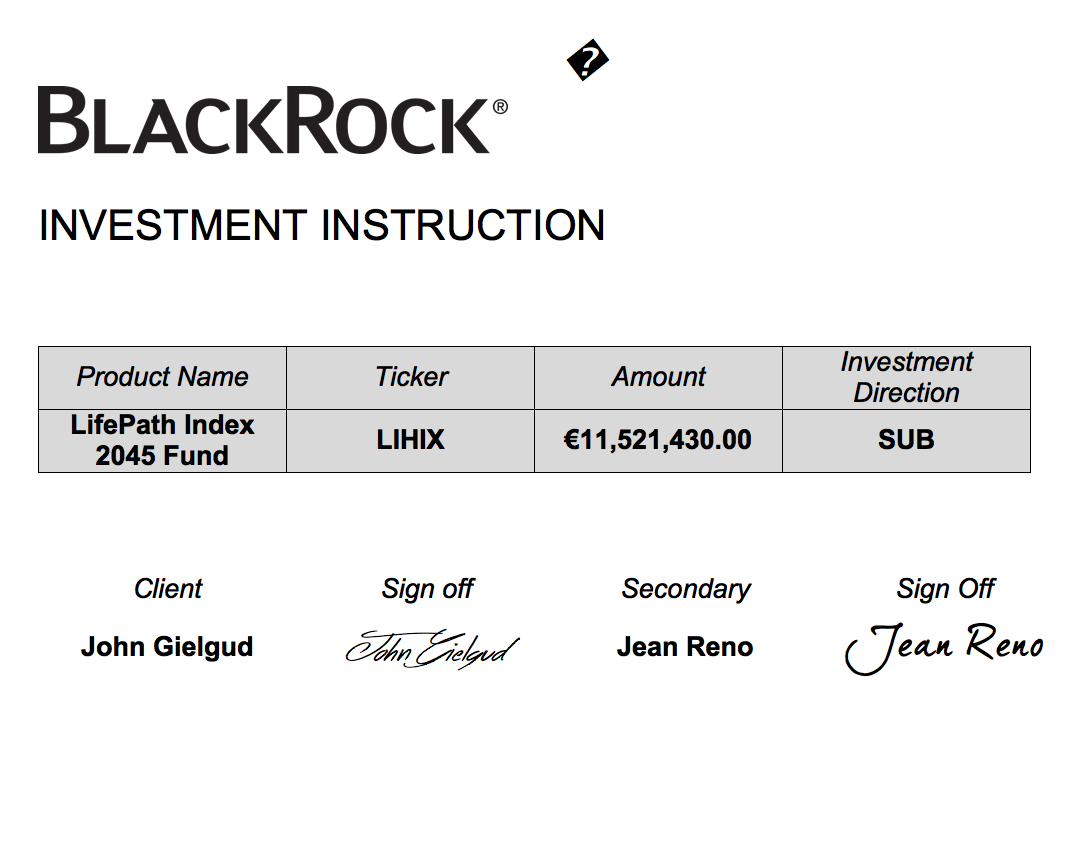 �
BLACKROCK®
INVESTMENT INSTRUCTION
Product Name Ticker Amount Investment Direction
LifePath Index 2045 Fund LIHIX €11,521,430.00 SUB
Client Sign off Secondary Sign Off
John Gielgud John Gielgud Jean Reno Jean Reno